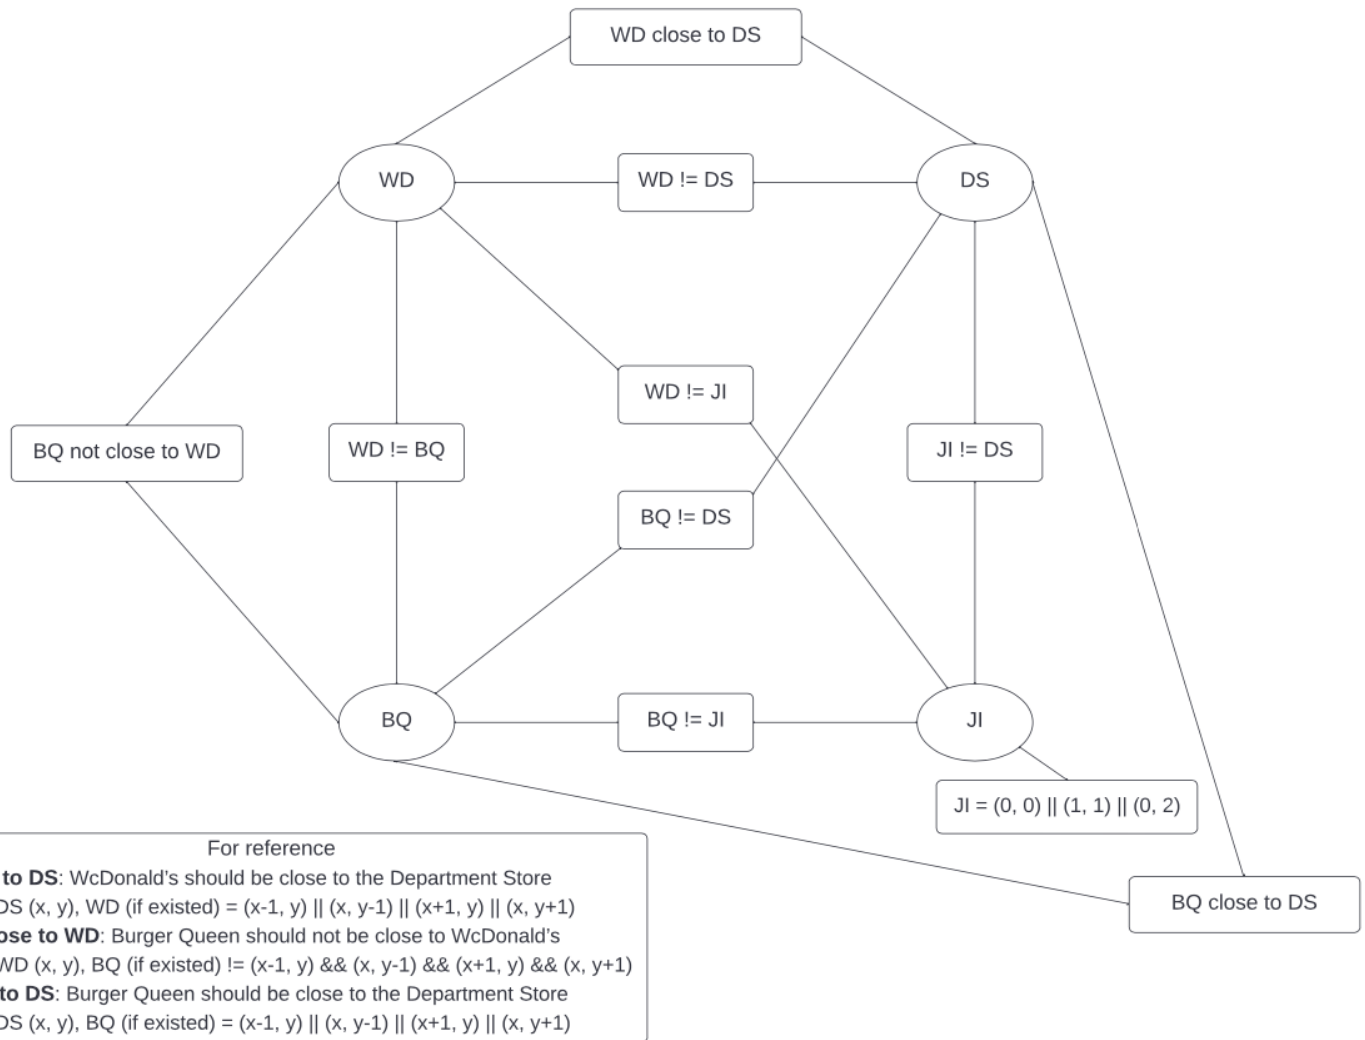 WD close to DS
WD
WD != DS
DS
WD != JI
BQ not close to WD
WD != BQ
JI != DS
BQ != DS
BQ
BQ != JI
JI
JI = (0, 0) || (1, 1) || (0, 2)
BQ close to DS
For reference
to DS: WcDonald's should be close to the Department Store
DS (x, y), WD (if existed) = (x-1, y) || (x, y-1) || (x+1, y) || (x, y+1)
to WD: Burger Queen should not be close to WcDonald's
WD (x, y), BQ (if existed) != (x-1, y) && (x, y-1) && (x+1, y) && (x, y+1)
to DS: Burger Queen should be close to the Department Store
DS (x, y), BQ (if existed) = (x-1, y) || (x, y-1) || (x+1, y) || (x, y+1)